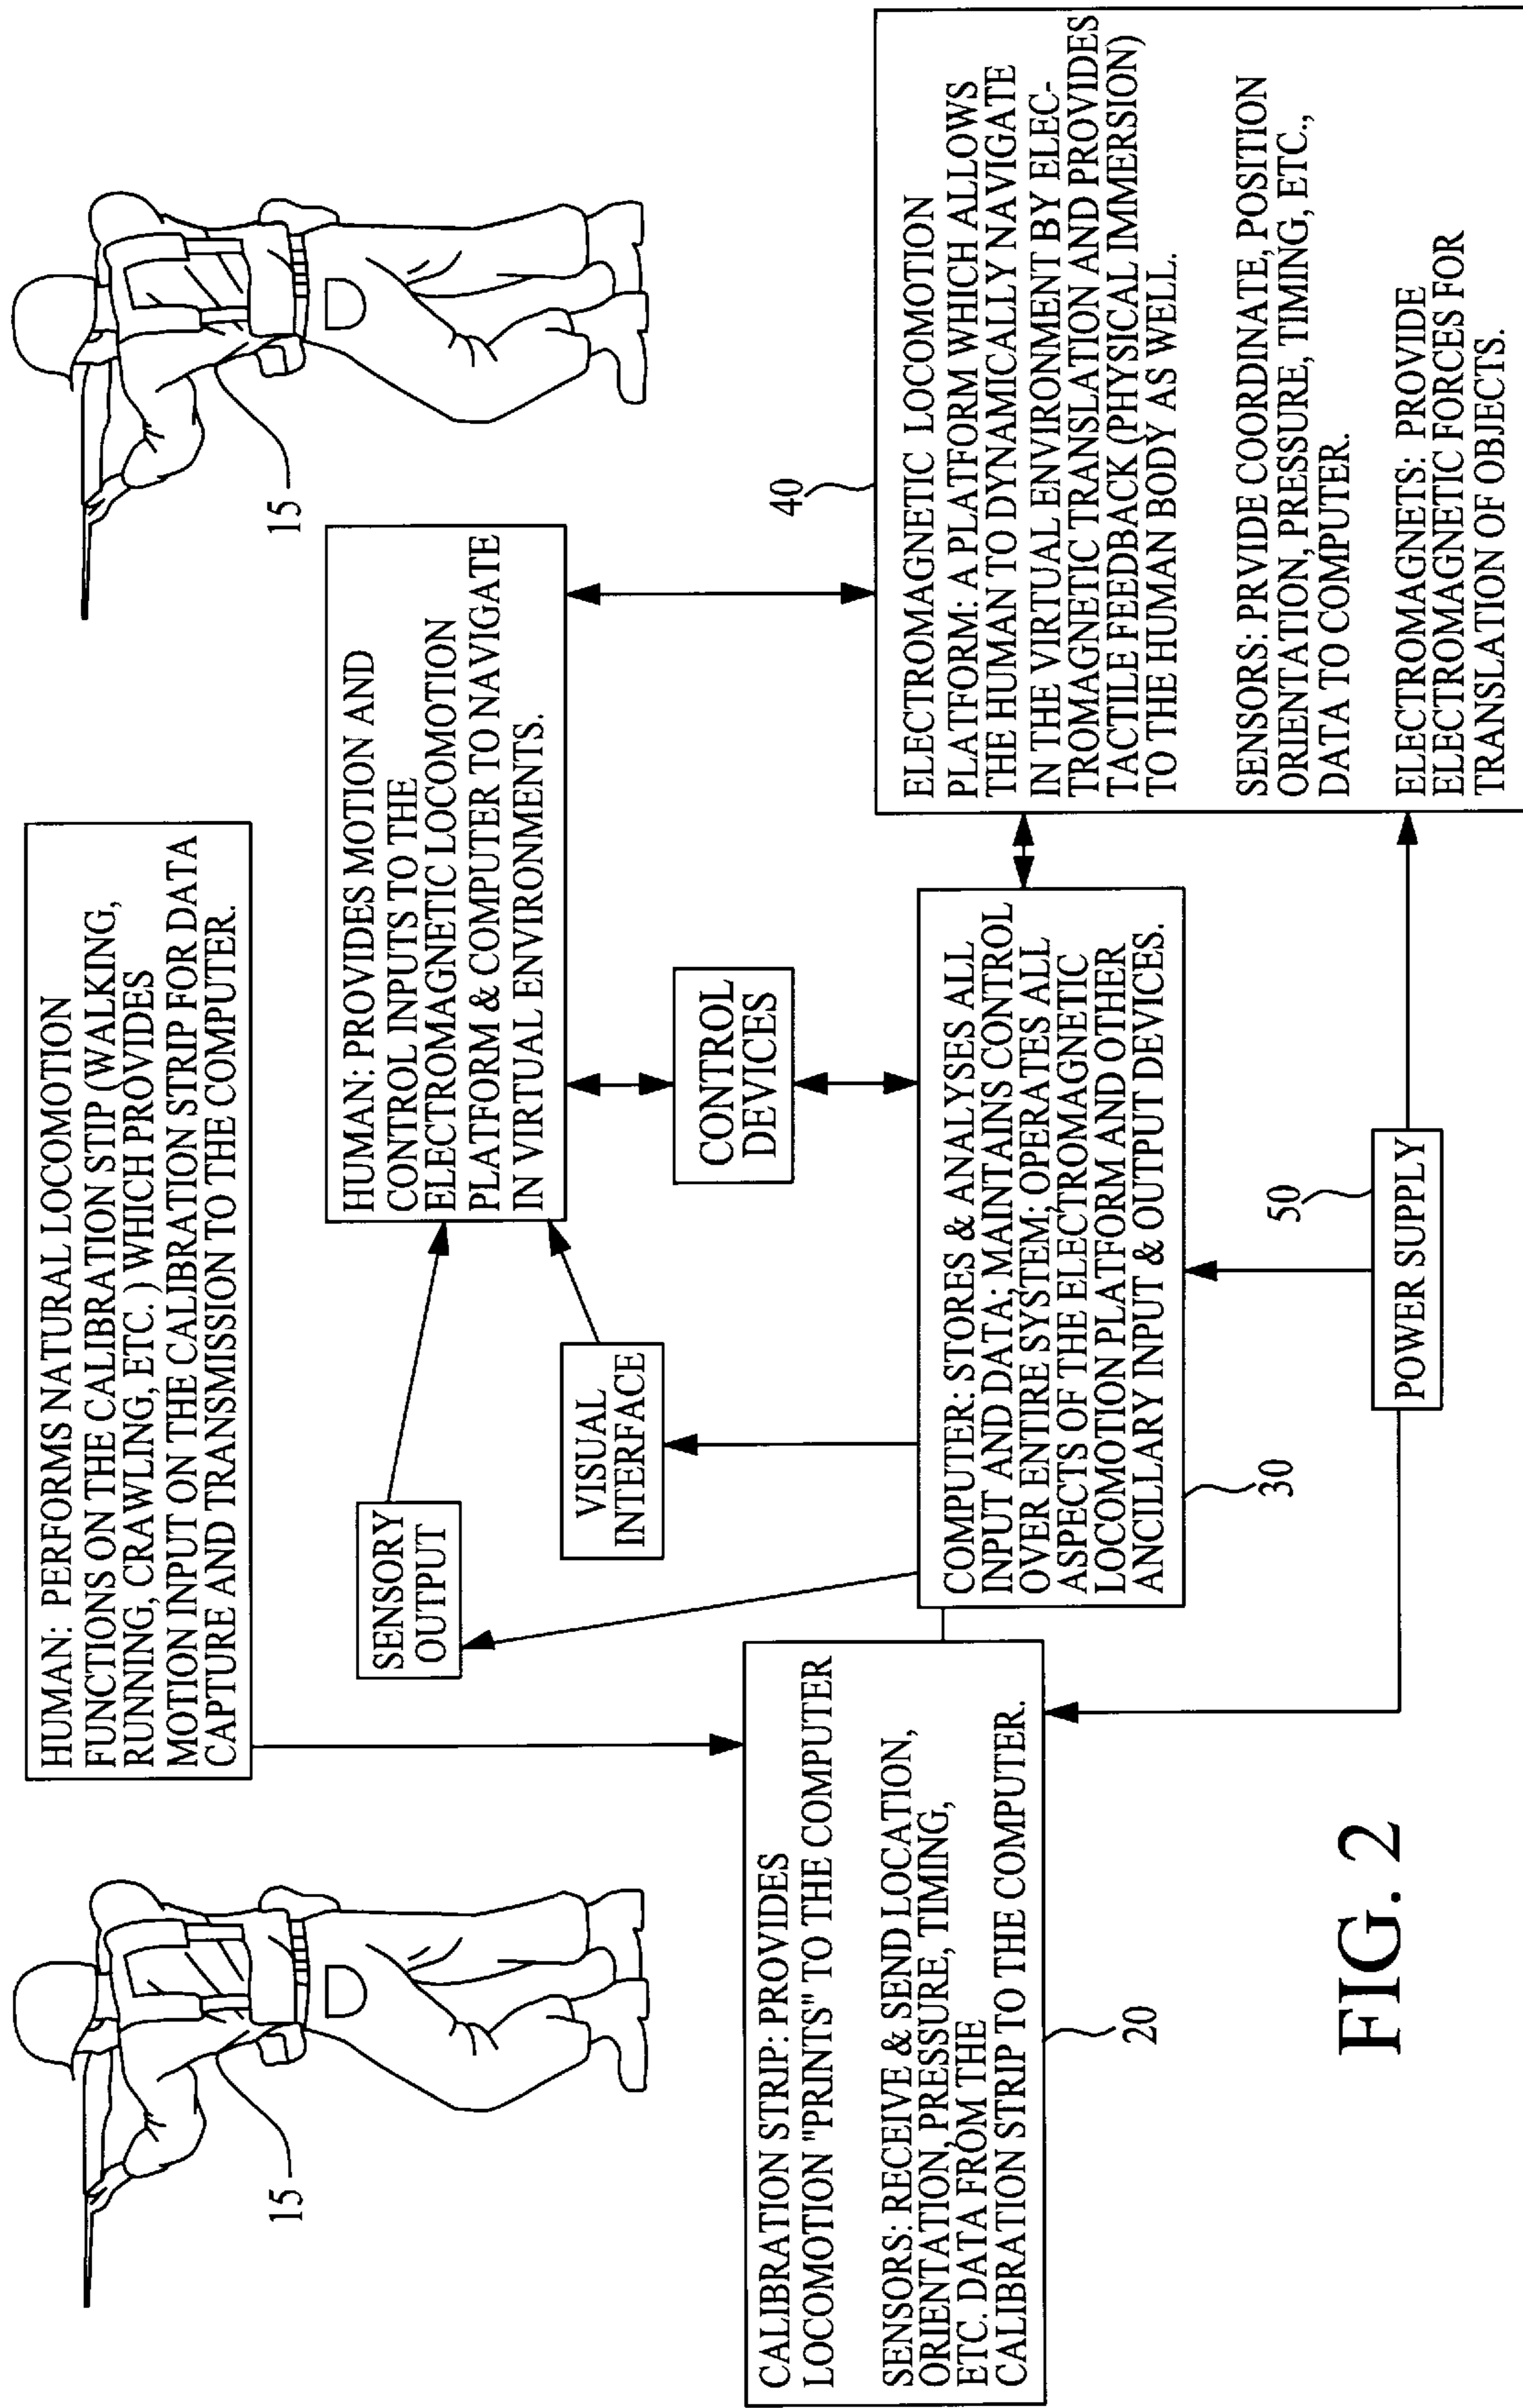 15
HUMAN: PERFORMS NATURAL LOCOMOTION
FUNCTIONS ON THE CALIBRATION STIP (WALKING,
RUNNING, CRAWLING, ETC. ) WHICH PROVIDES
MOTION INPUT ON THE CALIBRATION STRIP FOR DATA
CAPTURE AND TRANSMISSION TO THE COMPUTER.
15
HUMAN: PROVIDES MOTION AND
CONTROL INPUTS TO THE
ELECTROMAGNETIC LOCOMOTION
PLATFORM & COMPUTER TO NAVIGATE
IN VIRTUAL ENVIRONMENTS.
SENSORY
OUTPUT
VISUAL
INTERFACE
CONTROL
DEVICES
CALIBRATION STRIP: PROVIDES
LOCOMOTION "PRINTS" TO THE COMPUTER
SENSORS: RECEIVE & SEND LOCATION,
ORIENTATION, PRESSURE, TIMING,
ETC. DATA FROM THE
CALIBRATION STRIP TO THE COMPUTER.
20
COMPUTER: STORES & ANALYSES ALL
INPUT AND DATA; MAINTAINS CONTROL
OVER ENTIRE SYSTEM; OPERATES ALL
ASPECTS OF THE ELECTROMAGNETIC
LOCOMOTION PLATFORM AND OTHER
ANCILLARY INPUT & OUTPUT DEVICES.
30
40
ELECTROMAGNETIC LOCOMOTION
PLATFORM: A PLATFORM WHICH ALLOWS
THE HUMAN TO DYNAMICALLY NAVIGATE
IN THE VIRTUAL ENVIRONMENT BY ELEC-
TROMAGNETIC TRANSLATION AND PROVIDES
TACTILE FEEDBACK (PHYSICAL IMMERSION)
TO THE HUMAN BODY AS WELL.
SENSORS: PRVIDE COORDINATE, POSITION
ORIENTATION, PRESSURE, TIMING, ETC.,
DATA TO COMPUTER.
ELECTROMAGNETS: PROVIDE
ELECTROMAGNETIC FORCES FOR
TRANSLATION OF OBJECTS.
50
POWER SUPPLY
FIG. 2